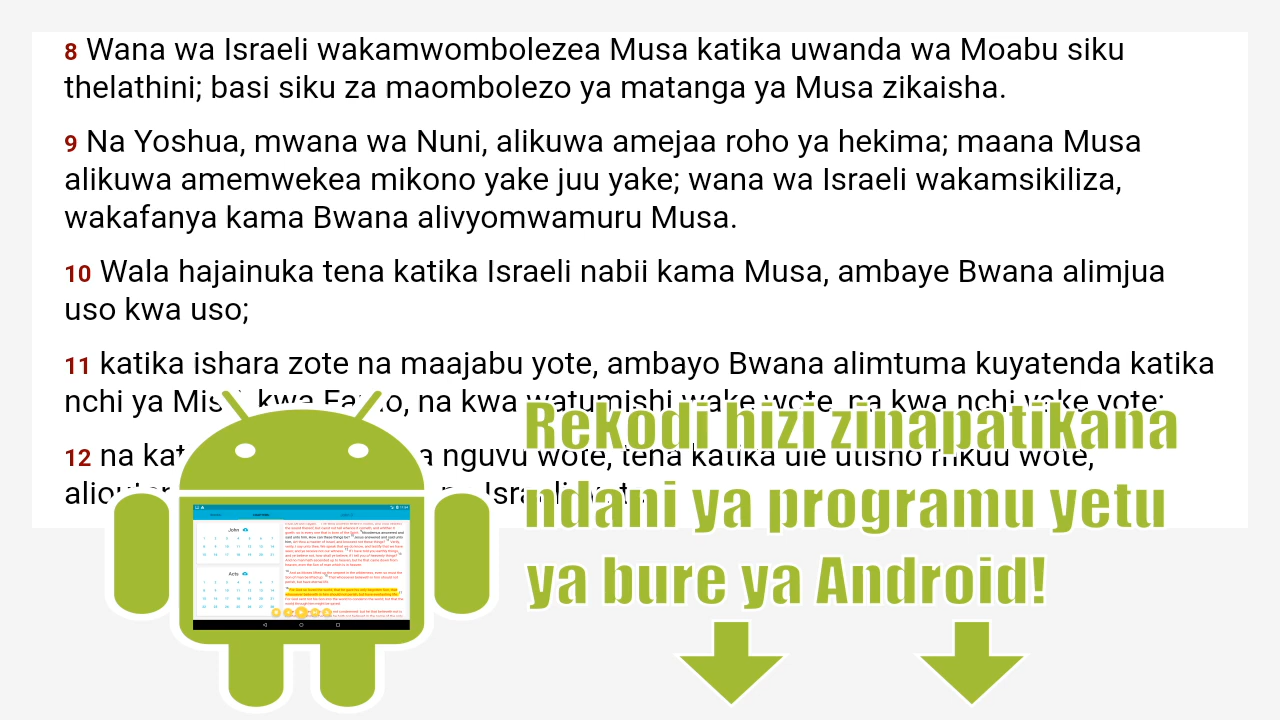 8 Wana wa Israeli wakamwombolezea Musa katika uwanda wa Moabu siku
thelathini; basi siku za maombolezo ya matanga ya Musa zikaisha.
9 Na Yoshua, mwana wa Nuni, alikuwa amejaa roho ya hekima; maana Musa
alikuwa amemwekea mikono yake juu yake; wana wa Israeli wakamsikiliza,
wakafanya kama Bwana alivyomwamuru Musa.
10 Wala hajainuka tena katika Israeli nabii kama Musa, ambaye Bwana alimjua
uso kwa uso;
11 katika ishara zote na maajabu yote, ambayo Bwana alimtuma kuyatenda katika
nchi ya kwa na kwa watumishi wake wote, na kwa nchi yake yote;
12 na nguvu wote, tena katika ule utisho mkuu wote,
Rekodi hizi zinapatikana
ndani ya programu yetu
ya bure ya Android!
John
Acts